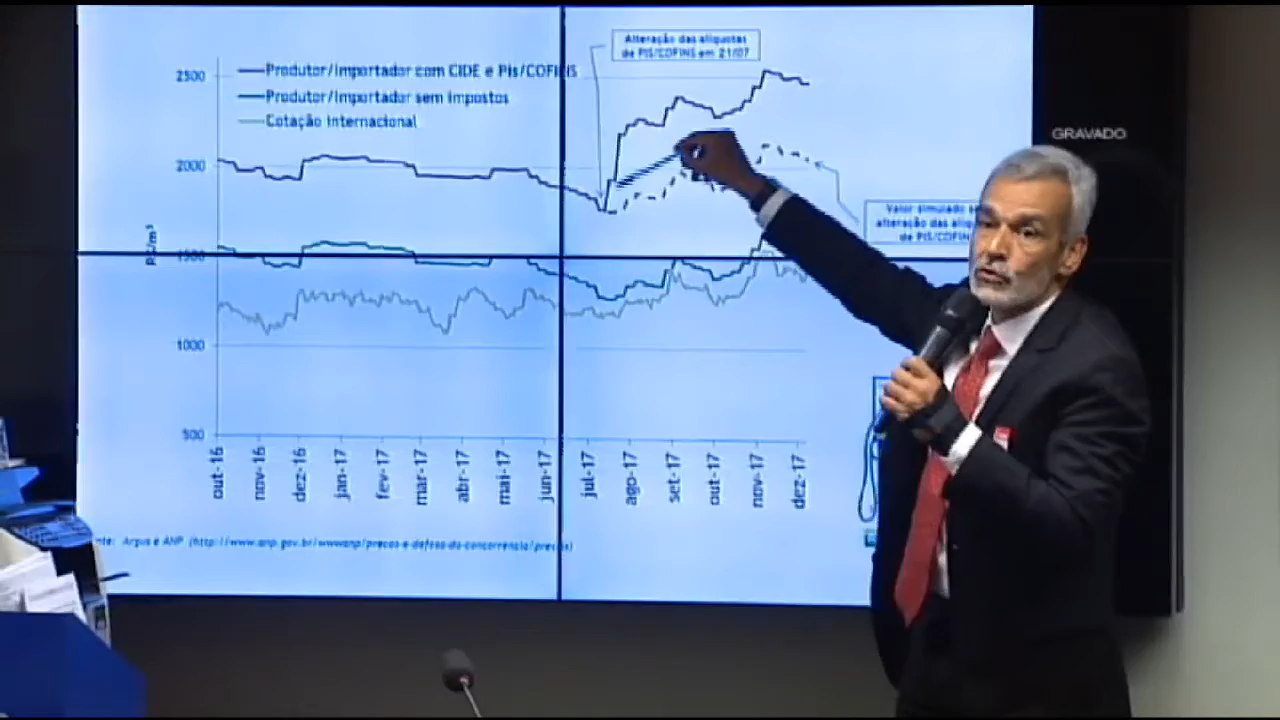 Alteração das alíquotas
de PIS/COFINS em 21/07
2500
Produtor/Importador com CIDE e Pis/COFINS
Produtor/Importador sem impostos
Cotação Internacional
GRAVADO
2000
Valor simulado
alteração das
de PIS/COFINS
R$/m³
1500
1000
500
out-16
nov-16
dez-16
jan-17
fev-17
mar-17
abr-17
mai-17
jun-17
jul-17
ago-17
set-17
out-17
nov-17
dez-17
Argus e ANP (http://www.anp.gov.br/wwwanp/precos-e-defesa-da-concorrencia/precos)